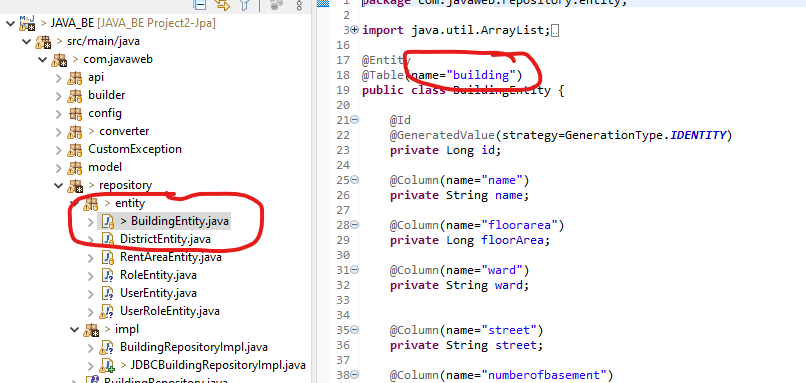 JAVA_BE [JAVA_BE Project2-Jpa]
> src/main/java
> com.javaweb
api
builder
config
> converter
CustomException
model
> repository
> entity
> BuildingEntity.java
DistrictEntity.java
RentAreaEntity.java
RoleEntity.java
UserEntity.java
UserRoleEntity.java
> impl
BuildingRepositoryImpl.java
> JDBCBuildingRepositoryImpl.java
BuildingRepository.java
1 package com.javaweb.repository.entity;
2
3 import java.util.ArrayList;
16
17 @Entity
18 @Table(name="building")
19 public class BuildingEntity {
20
21 @Id
22 @GeneratedValue(strategy=GenerationType.IDENTITY)
23 private Long id;
24
25 @Column(name="name")
26 private String name;
27
28 @Column(name="floorarea")
29 private Long floorArea;
30
31 @Column(name="ward")
32 private String ward;
33
34
35 @Column(name="street")
36 private String street;
37
38 @Column(name="numberofbasement")